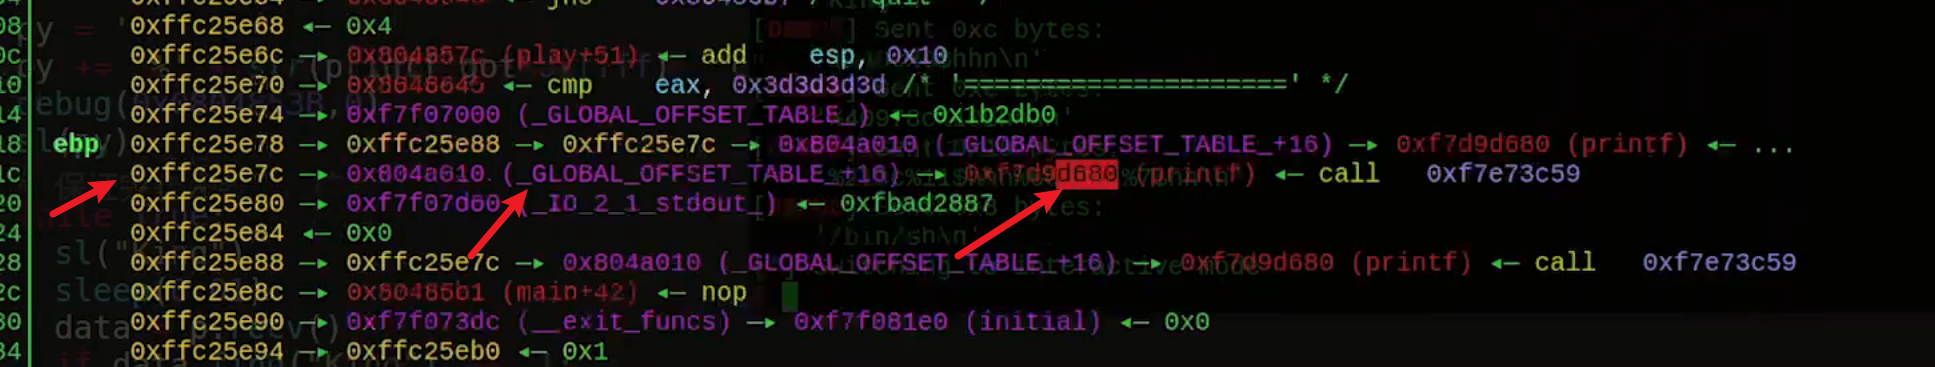 08 0xffc25e68 ◂— 0x4
0c 0xffc25e6c —▸ 0x804857c (play+51) ◂— add esp, 0x10
10 0xffc25e70 —▸ 0x8048645 ◂— cmp eax, 0x3d3d3d3d /* '=====================' */
14 0xffc25e74 —▸ 0xf7f07000 (_GLOBAL_OFFSET_TABLE_) ◂— 0x1b2db0
18 ebp 0xffc25e78 —▸ 0xffc25e88 —▸ 0xffc25e7c —▸ 0x804a010 (_GLOBAL_OFFSET_TABLE_+16) —▸ 0xf7d9d680 (printf) ◂— ...
1c 0xffc25e7c —▸ 0x804a010 (_GLOBAL_OFFSET_TABLE_+16) —▸ 0xf7d9d680 (printf) ◂— call 0xf7e73c59
20 0xffc25e80 —▸ 0xf7f07d60 (_IO_2_1_stdout_) ◂— 0xfbad2887
24 0xffc25e84 ◂— 0x0
28 0xffc25e88 —▸ 0xffc25e7c —▸ 0x804a010 (_GLOBAL_OFFSET_TABLE_+16) —▸ 0xf7d9d680 (printf) ◂— call 0xf7e73c59
2c 0xffc25e8c —▸ 0x80485b1 (main+42) ◂— nop
30 0xffc25e90 —▸ 0xf7f073dc (__exit_funcs) —▸ 0xf7f081e0 (initial) ◂— 0x0
34 0xffc25e94 —▸ 0xffc25eb0 ◂— 0x1